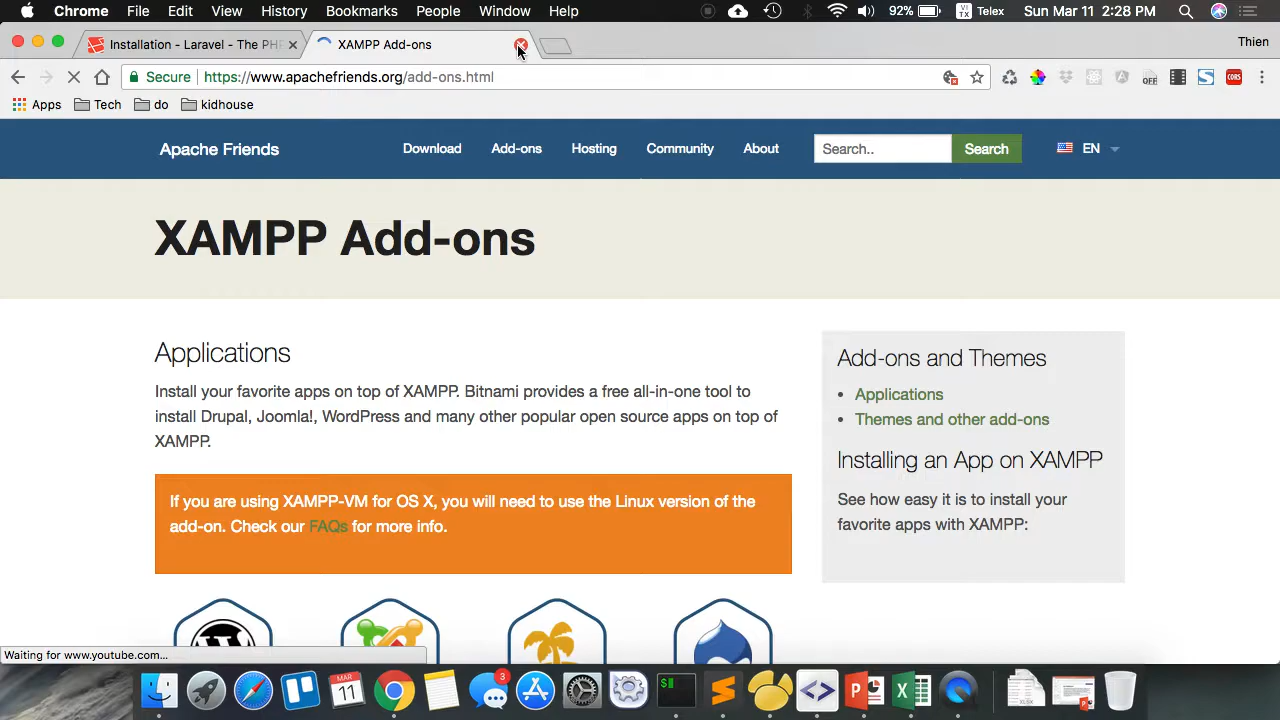 Chrome File Edit View History Bookmarks People Window Help 92% VI TX Telex Sun Mar 11 2:28 PM
Installation - Laravel - The PH XAMPP Add-ons Thien
Secure https://www.apachefriends.org/add-ons.html OFF CORS
Apps Tech do kidhouse
Apache Friends Download Add-ons Hosting Community About Search.. Search EN
XAMPP Add-ons
Applications
Install your favorite apps on top of XAMPP. Bitnami provides a free all-in-one tool to
install Drupal, Joomla!, WordPress and many other popular open source apps on top of
XAMPP.
If you are using XAMPP-VM for OS X, you will need to use the Linux version of the
add-on. Check our FAQs for more info.
Add-ons and Themes
Applications
Themes and other add-ons
Installing an App on XAMPP
See how easy it is to install your
favorite apps with XAMPP:
Waiting for www.youtube.com...
MAR
11
3